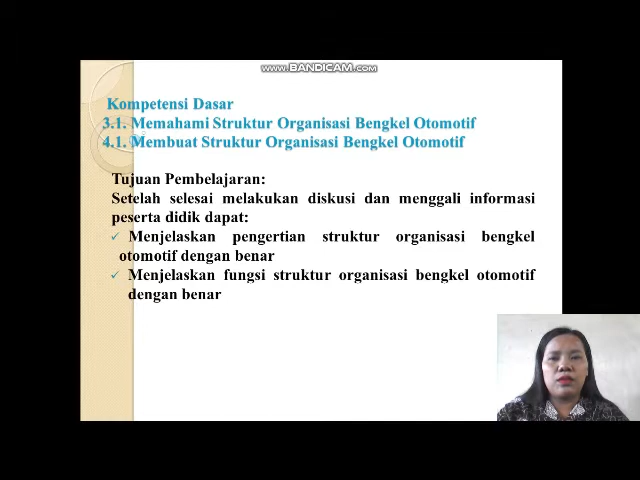 www.BANDICAM.com
Kompetensi Dasar
3.1. Memahami Struktur Organisasi Bengkel Otomotif
4.1. Membuat Struktur Organisasi Bengkel Otomotif
Tujuan Pembelajaran:
Setelah selesai melakukan diskusi dan menggali informasi
peserta didik dapat:
✓ Menjelaskan pengertian struktur organisasi bengkel
otomotif dengan benar
✓ Menjelaskan fungsi struktur organisasi bengkel otomotif
dengan benar